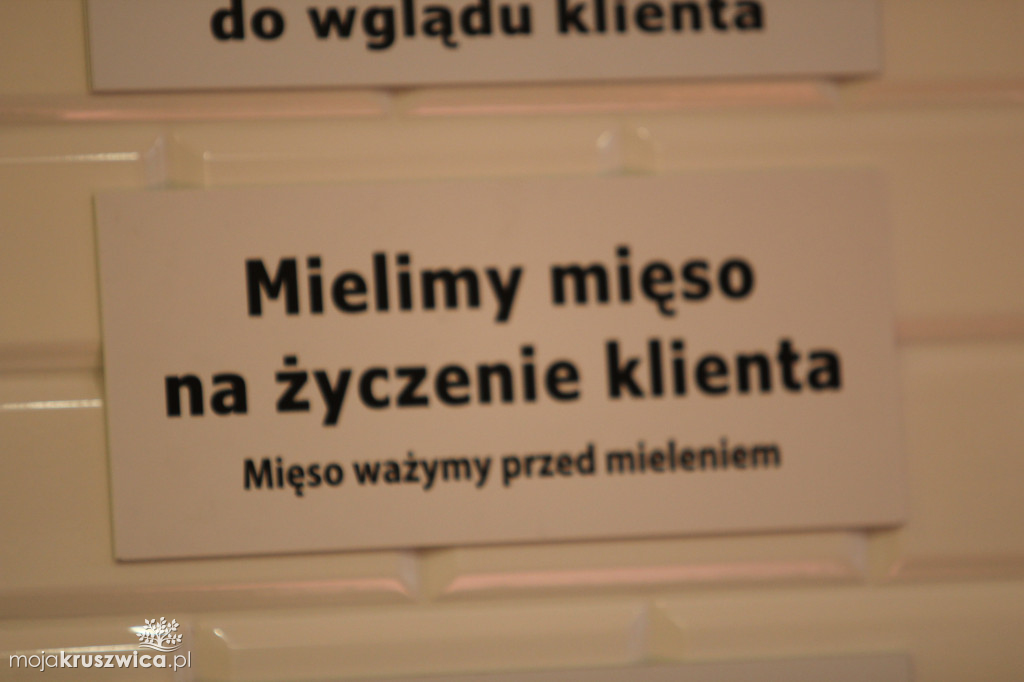 do wglądu klienta
Mielimy mięso
na życzenie klienta
Mięso ważymy przed mieleniem
mojakruszwica.pl